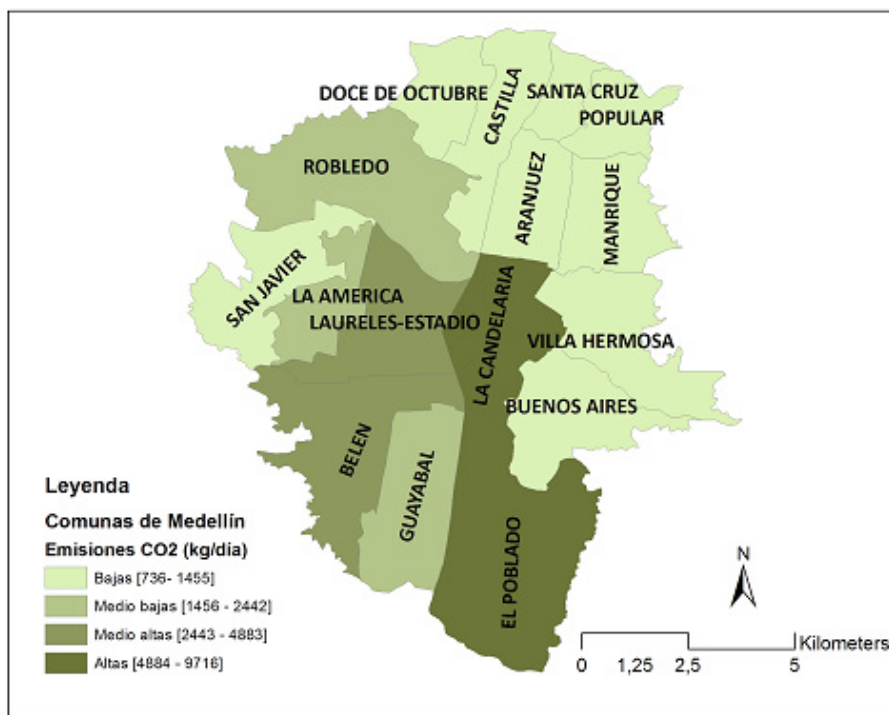 DOCE DE OCTUBRE
CASTILLA
SANTA CRUZ
POPULAR
ROBLEDO
ARANJUEZ
MANRIQUE
SAN JAVIER
LA AMERICA
LAURELES-ESTADIO
LA CANDELARIA
VILLA HERMOSA
BUENOS AIRES
BELEN
GUAYABAL
EL POBLADO
Leyenda
Comunas de Medellín
Emisiones CO2 (kg/día)
Bajas [736- 1455]
Medio bajas [1456 - 2442]
Medio altas [2443 - 4883]
Altas [4884 - 9716]
N
Kilometers
0 1,25 2,5 5